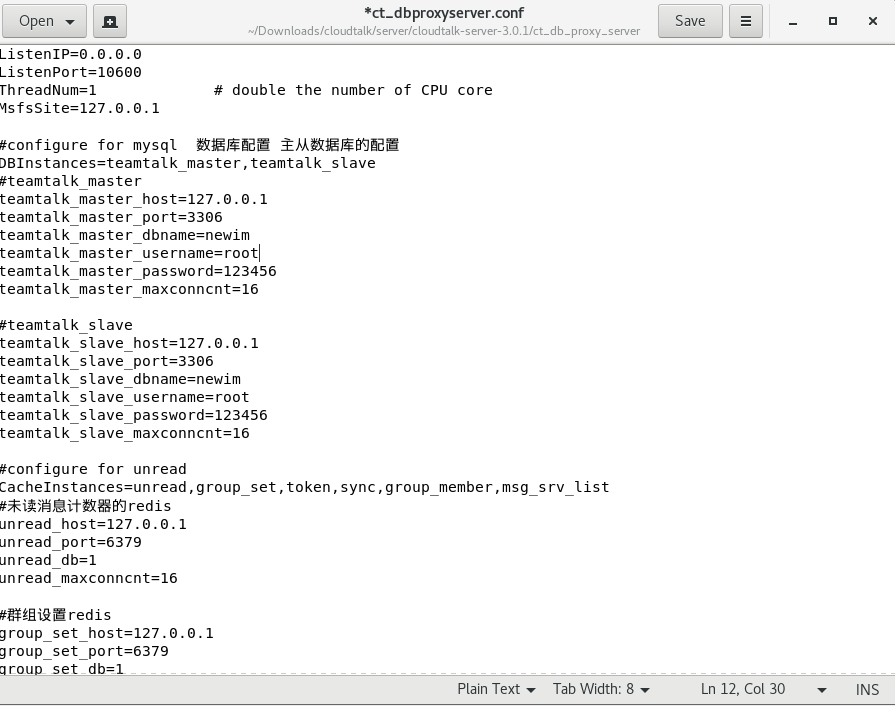 Open
*ct_dbproxyserver.conf
~/Downloads/cloudtalk/server/cloudtalk-server-3.0.1/ct_db_proxy_server
Save
ListenIP=0.0.0.0
ListenPort=10600
ThreadNum=1 # double the number of CPU core
MsfsSite=127.0.0.1
#configure for mysql 数据库配置 主从数据库的配置
DBInstances=teamtalk_master,teamtalk_slave
#teamtalk_master
teamtalk_master_host=127.0.0.1
teamtalk_master_port=3306
teamtalk_master_dbname=newim
teamtalk_master_username=root
teamtalk_master_password=123456
teamtalk_master_maxconncnt=16
#teamtalk_slave
teamtalk_slave_host=127.0.0.1
teamtalk_slave_port=3306
teamtalk_slave_dbname=newim
teamtalk_slave_username=root
teamtalk_slave_password=123456
teamtalk_slave_maxconncnt=16
#configure for unread
CacheInstances=unread,group_set,token,sync,group_member,msg_srv_list
#未读消息计数器的redis
unread_host=127.0.0.1
unread_port=6379
unread_db=1
unread_maxconncnt=16
#群组设置redis
group_set_host=127.0.0.1
group_set_port=6379
group_set_db=1
Plain Text Tab Width: 8 Ln 12, Col 30 INS